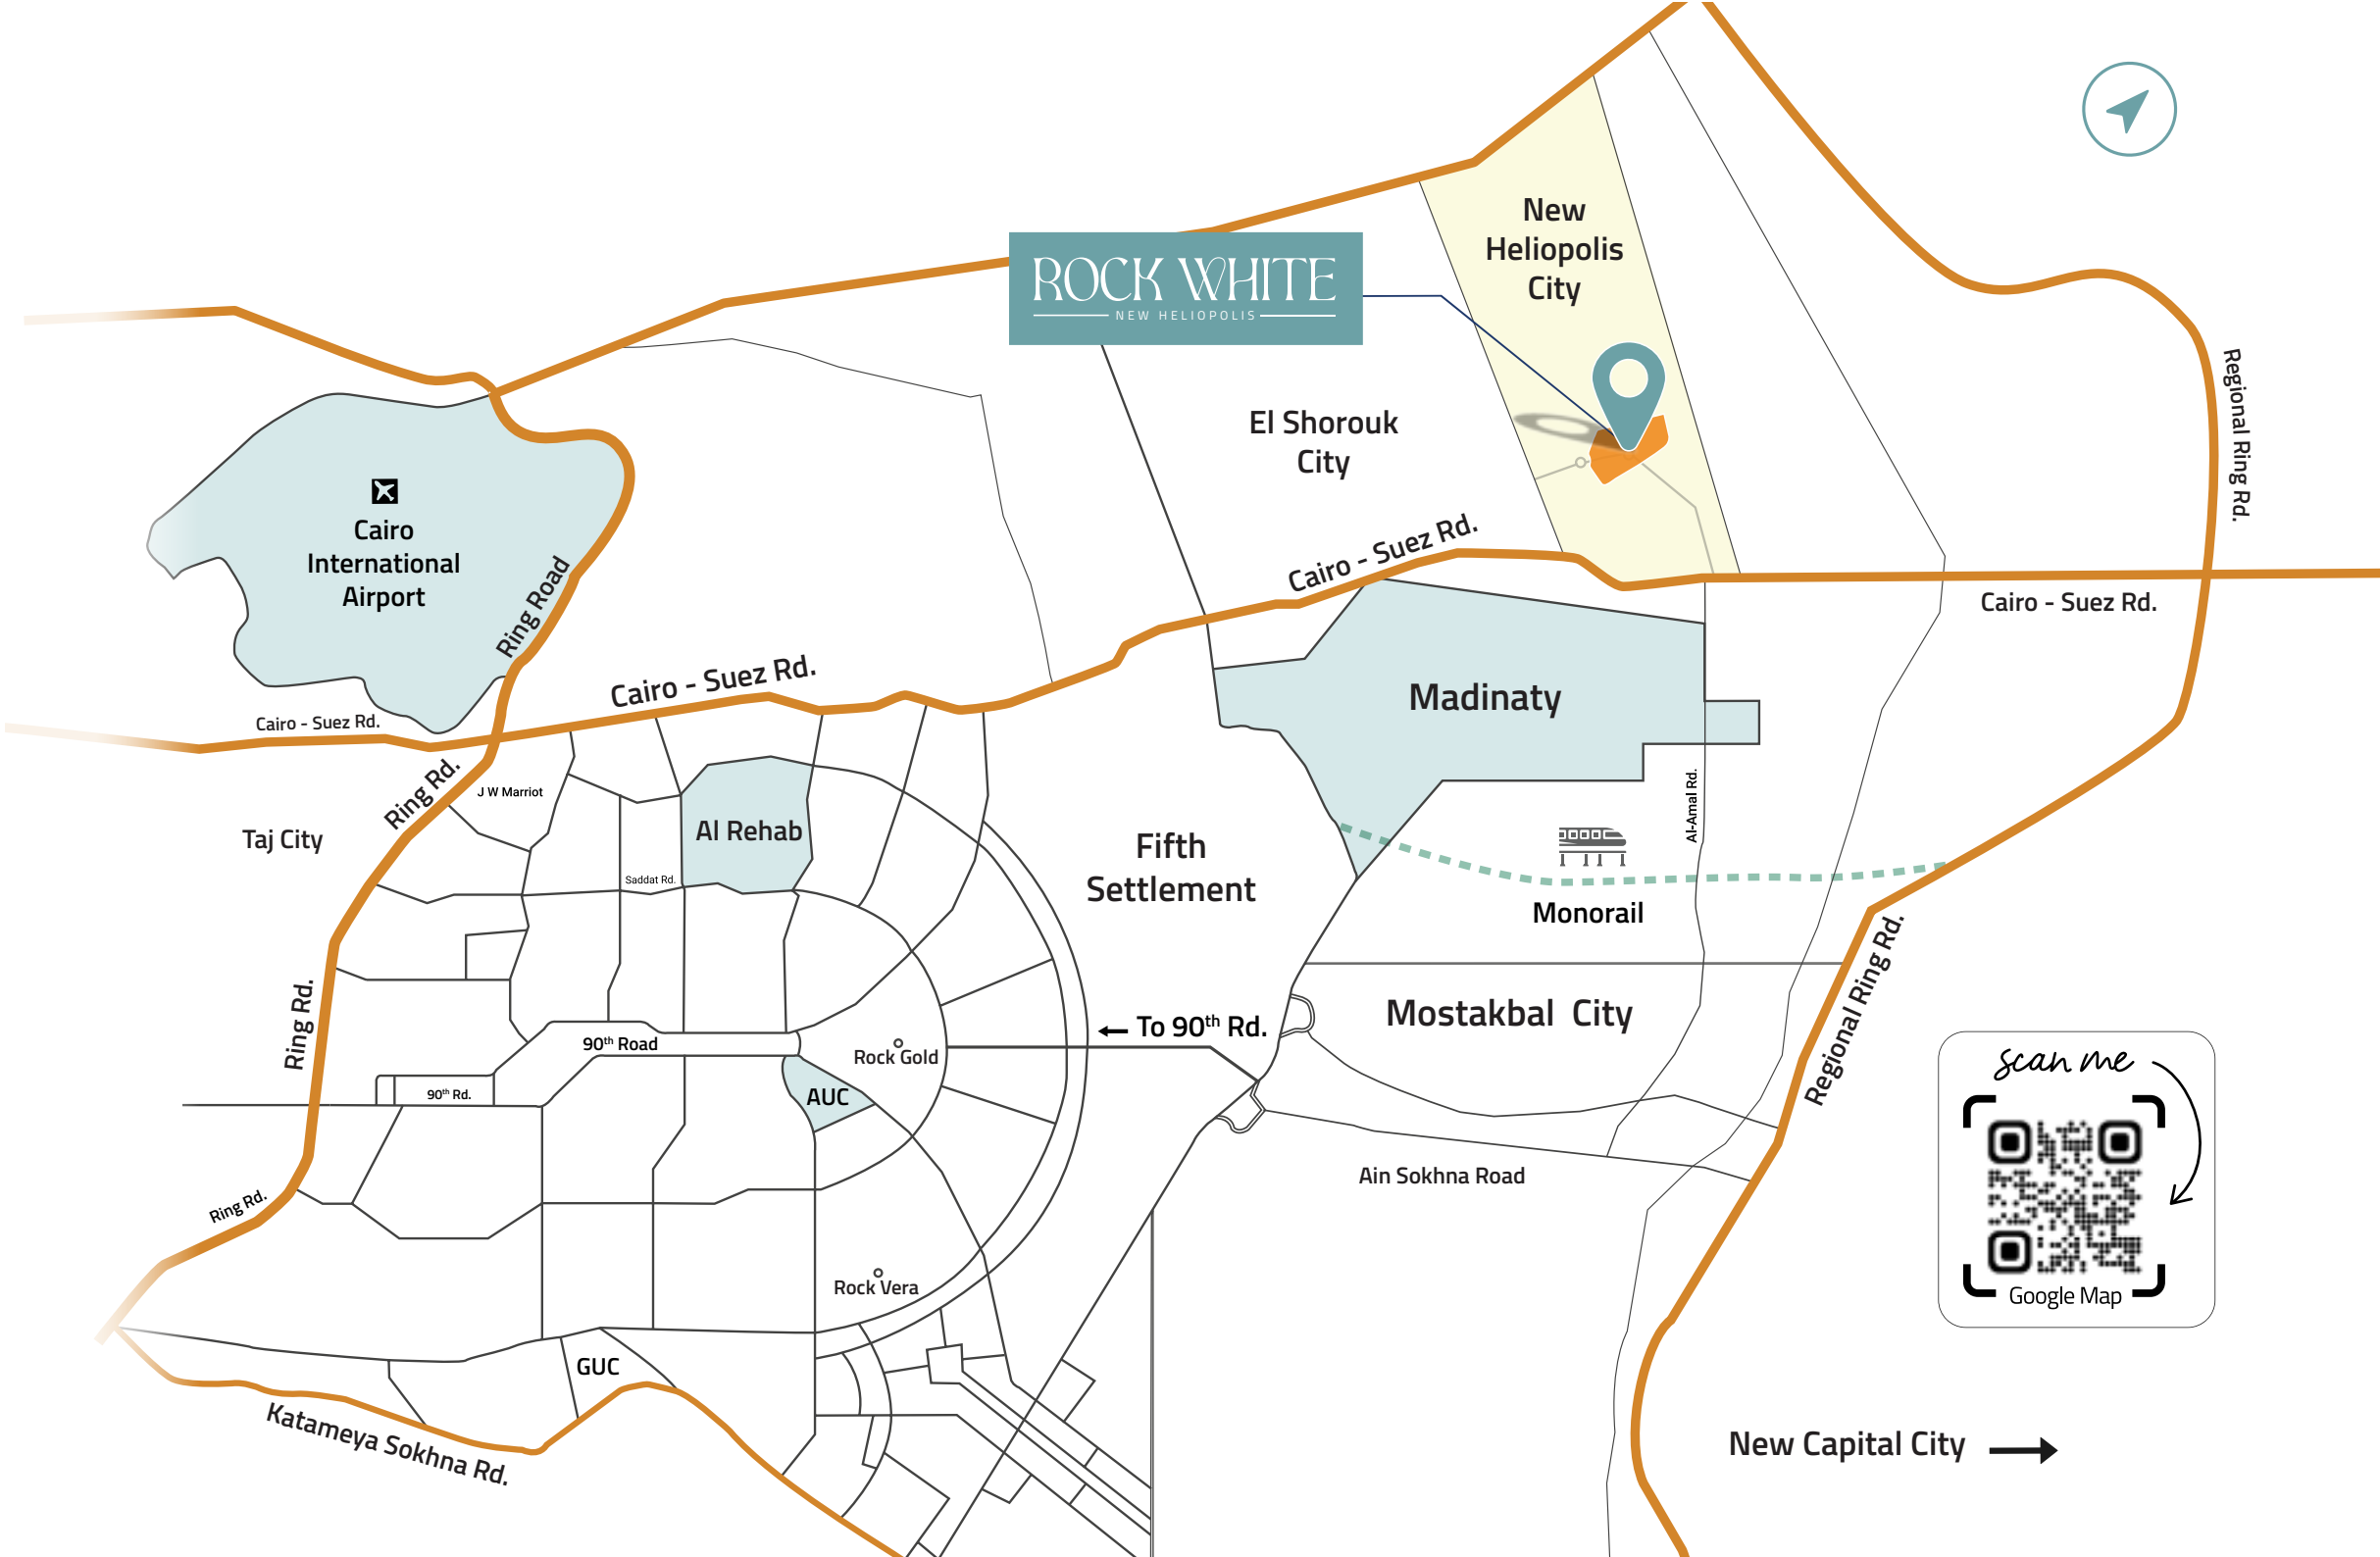 New
Heliopolis
City
ROCK WHITE
NEW HELIOPOLIS
Regional Ring Rd.
El Shorouk
City
Cairo
International
Airport
Ring Road
Cairo - Suez Rd.
Cairo - Suez Rd.
Cairo - Suez Rd.
Cairo - Suez Rd.
Madinaty
Ring Rd.
J W Marriot
Taj City
Al Rehab
Al-Amal Rd.
Fifth
Settlement
Saddat Rd.
Monorail
Regional Ring Rd.
Ring Rd.
Mostakbal City
To 90th Rd.
90th Road
Rock Gold
90th Rd.
AUC
scan me
Ain Sokhna Road
Ring Rd.
Rock Vera
Google Map
GUC
Katameya Sokhna Rd.
New Capital City